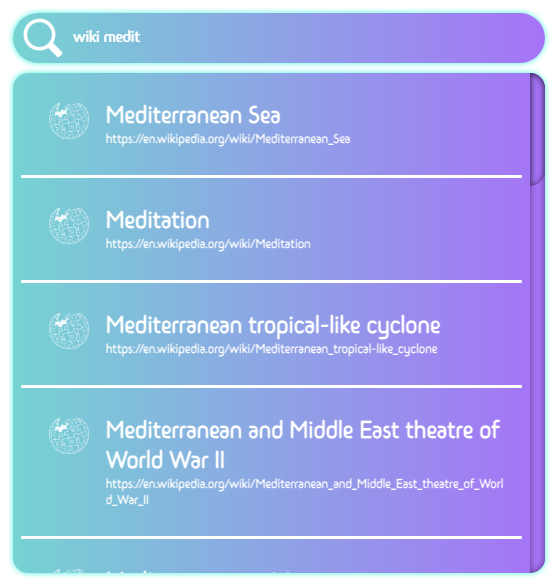 wiki medit
Mediterranean Sea
https://en.wikipedia.org/wiki/Mediterranean_Sea
Meditation
https://en.wikipedia.org/wiki/Meditation
Mediterranean tropical-like cyclone
https://en.wikipedia.org/wiki/Mediterranean_tropical-like_cyclone
Mediterranean and Middle East theatre of
World War II
https://en.wikipedia.org/wiki/Mediterranean_and_Middle_East_theatre_of_Worl
d_War_II